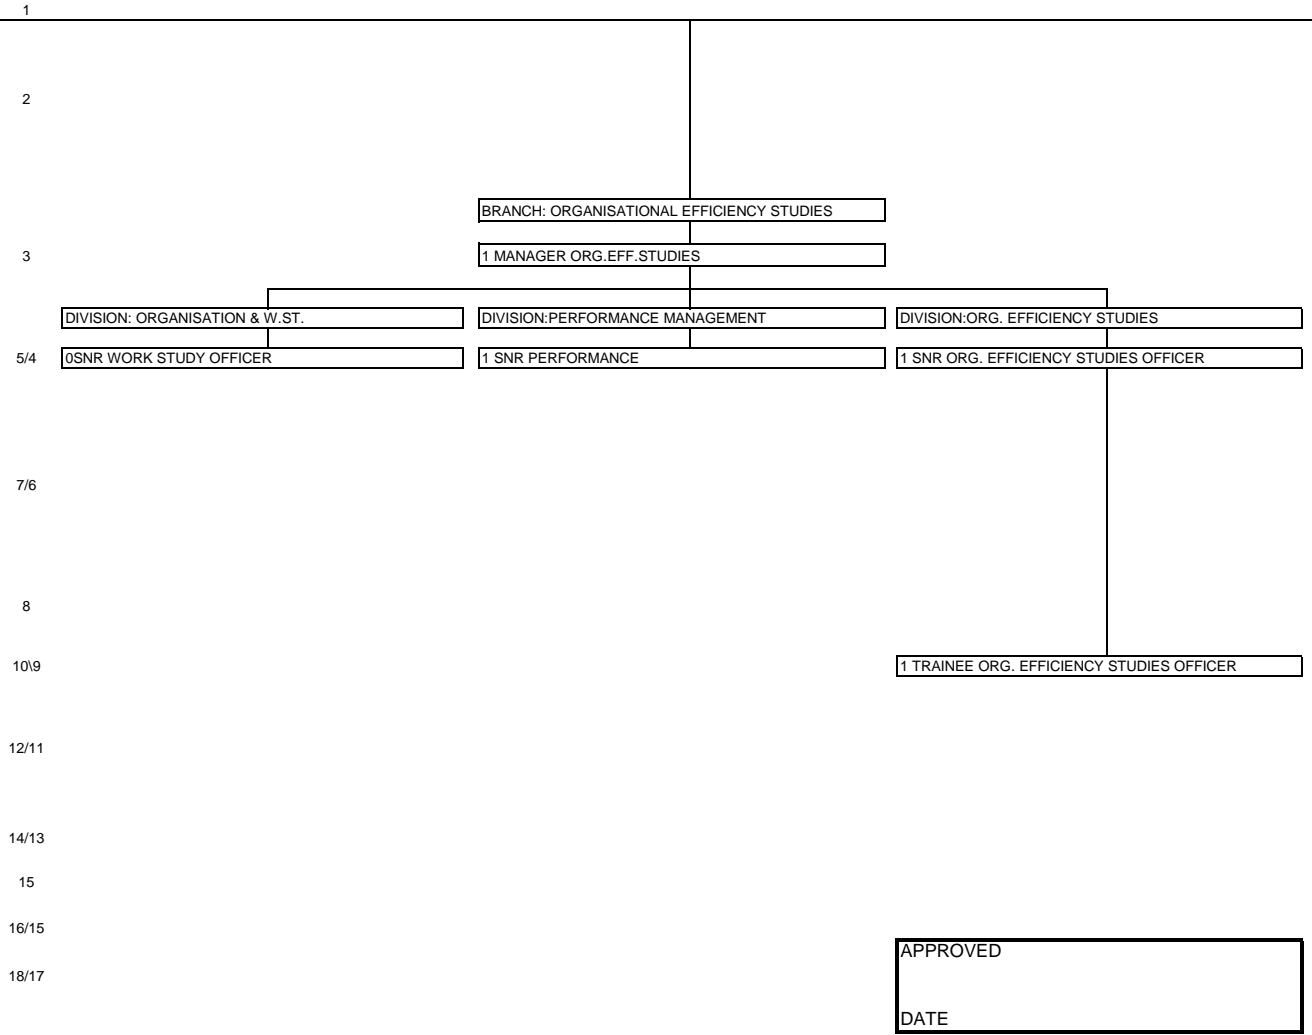 1
2
BRANCH: ORGANISATIONAL EFFICIENCY STUDIES
3
1 MANAGER ORG.EFF.STUDIES
DIVISION: ORGANISATION & W.ST.
DIVISION:PERFORMANCE MANAGEMENT
DIVISION:ORG. EFFICIENCY STUDIES
5/4
0SNR WORK STUDY OFFICER
1 SNR PERFORMANCE
1 SNR ORG. EFFICIENCY STUDIES OFFICER
7/6
8
10\9
1 TRAINEE ORG. EFFICIENCY STUDIES OFFICER
12/11
14/13
15
16/15
APPROVED
18/17
DATE